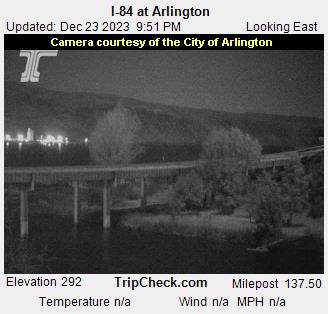 I-84 at Arlington
Updated: Dec 23 2023 9:51 PM Looking East
Camera courtesy of the City of Arlington
Elevation 292 TripCheck.com Milepost 137.50
Temperature n/a Wind n/a MPH n/a